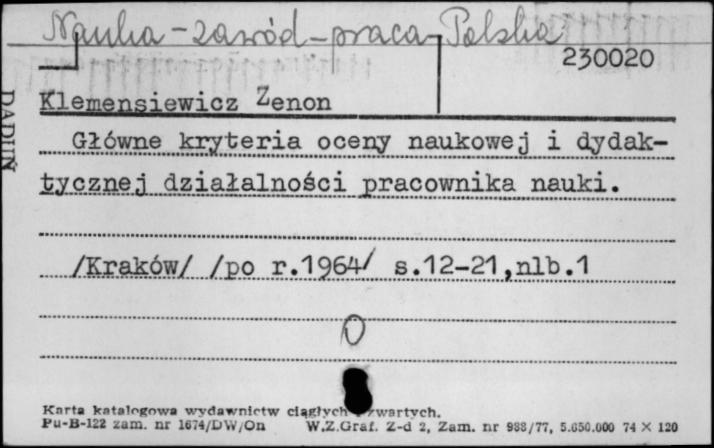 Nauka – zawód – praca – Polska
230020
Klemensiewicz Zenon
Główne kryteria oceny naukowej i dydak-
tycznej działalności pracownika nauki.
/Kraków/ /po r.1964/ s.12-21,nlb.1
O
Karta katalogowa wydawnictw ciągłych i zwartych.
Pu-B-122 zam. nr 1674/DW/On W.Z.Graf. Z-d 2, Zam. nr 988/77, 5.650.000 74 X 120